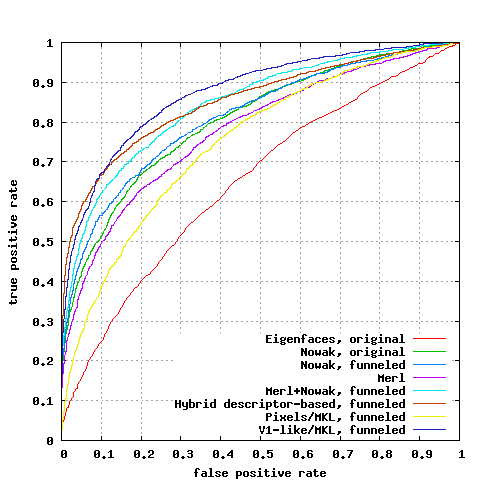 1
0.9
0.8
0.7
0.6
0.5
0.4
0.3
0.2
0.1
0
true positive rate
Eigenfaces, original
Nowak, original
Nowak, funneled
Merl
Merl+Nowak, funneled
Hybrid descriptor-based, funneled
Pixels/MKL, funneled
V1-like/MKL, funneled
0 0.1 0.2 0.3 0.4 0.5 0.6 0.7 0.8 0.9 1
false positive rate